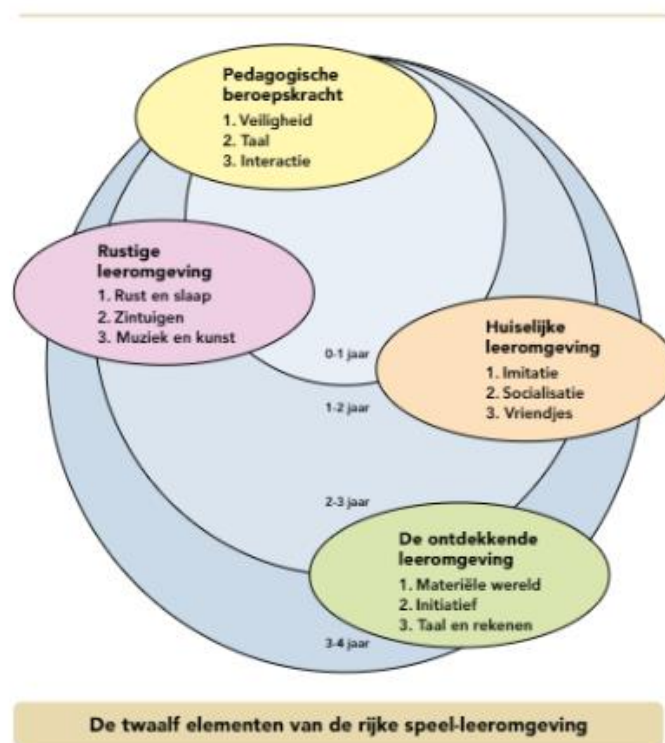 Pedagogische
beroepskracht
1. Veiligheid
2. Taal
3. Interactie
Rustige
leeromgeving
1. Rust en slaap
2. Zintuigen
3. Muziek en kunst
0-1 jaar
Huiselijke
leeromgeving
1. Imitatie
2. Socialisatie
3. Vriendjes
1-2 jaar
2-3 jaar
De ontdekkende
leeromgeving
1. Materiële wereld
2. Initiatief
3. Taal en rekenen
3-4 jaar
De twaalf elementen van de rijke speel-leeromgeving